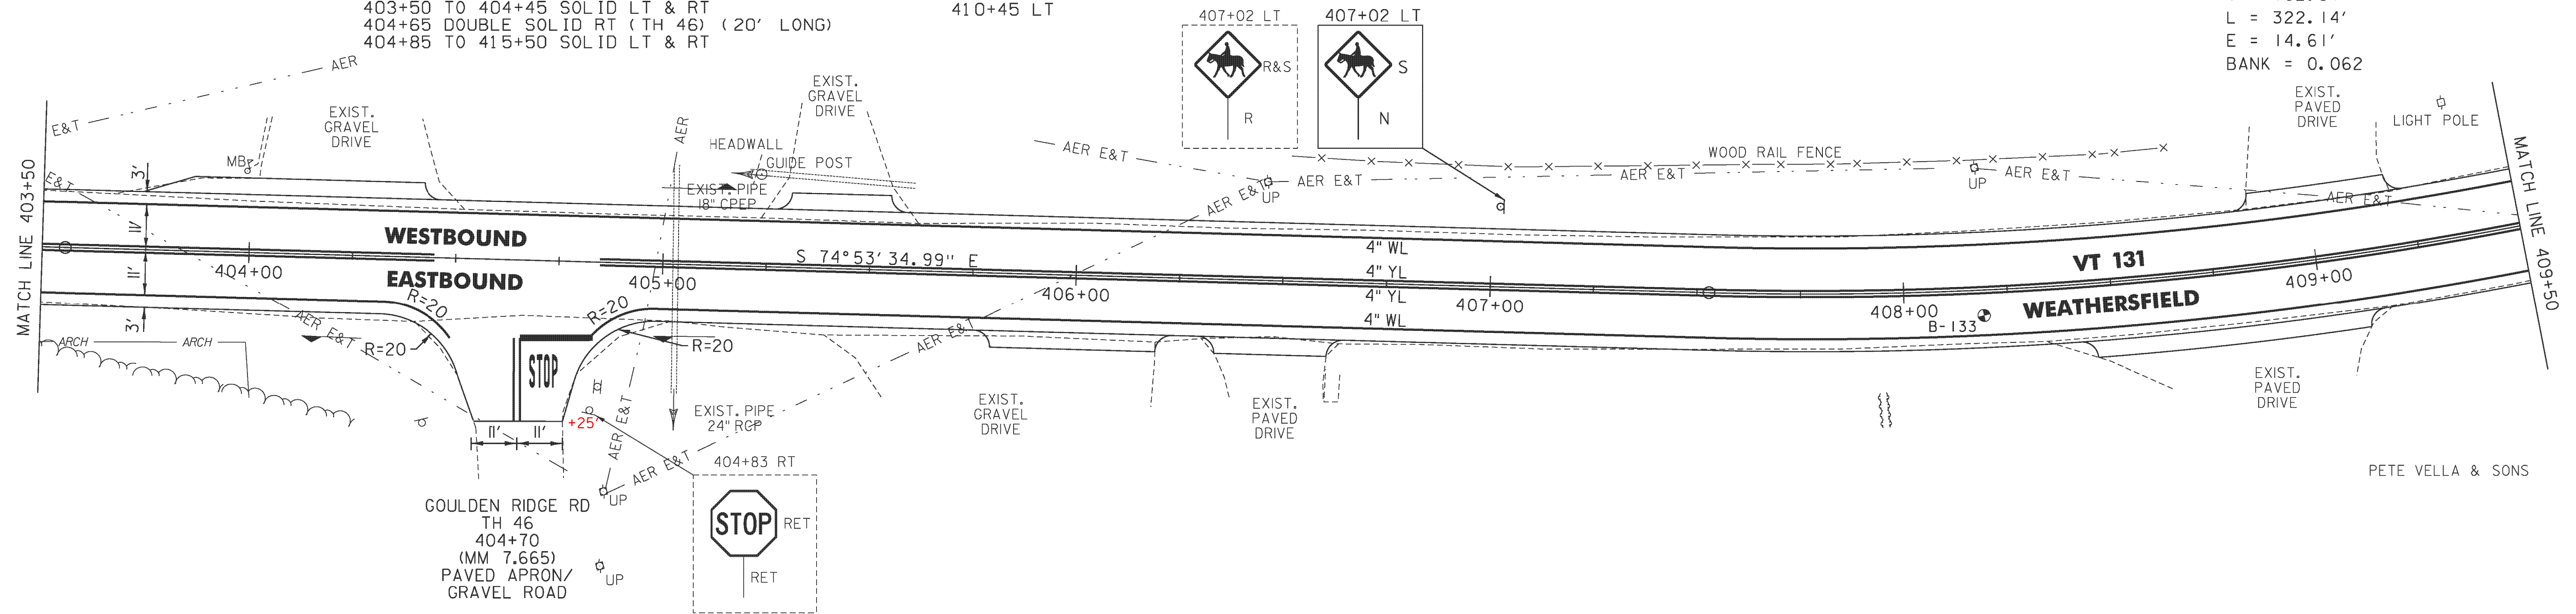 403+50 TO 404+45 SOLID LT & RT
404+65 DOUBLE SOLID RT (TH 46) (20' LONG)
404+85 TO 415+50 SOLID LT & RT
410+45 LT
407+02 LT
R&S
R
407+02 LT
S
N
L = 322.14'
E = 14.61'
BANK = 0.062
AER
E&T
E&T
EXIST.
GRAVEL
DRIVE
MB
3'
AER
HEADWALL
GUIDE POST
EXIST. PIPE
18" CPEP
EXIST.
GRAVEL
DRIVE
AER E&T
AER E&T
UP
AER E&T
WOOD RAIL FENCE
AER E&T
UP
AER E&T
EXIST.
PAVED
DRIVE
LIGHT POLE
AER E&T
MATCH LINE 403+50
MATCH LINE 409+50
11'
11'
3'
WESTBOUND
EASTBOUND
404+00
405+00
S 74°53'34.99" E
406+00
4" WL
4" YL
4" YL
4" WL
407+00
408+00
B-133
VT 131
WEATHERSFIELD
409+00
R=20
R=20
R=20
R=20
AER E&T
ARCH
ARCH
STOP
+25'
11'
11'
AER E&T
AER E&T
AER E&T
EXIST. PIPE
24" RCP
EXIST.
GRAVEL
DRIVE
EXIST.
PAVED
DRIVE
EXIST.
PAVED
DRIVE
PETE VELLA & SONS
404+83 RT
STOP
RET
RET
UP
UP
GOULDEN RIDGE RD
TH 46
404+70
(MM 7.665)
PAVED APRON/
GRAVEL ROAD